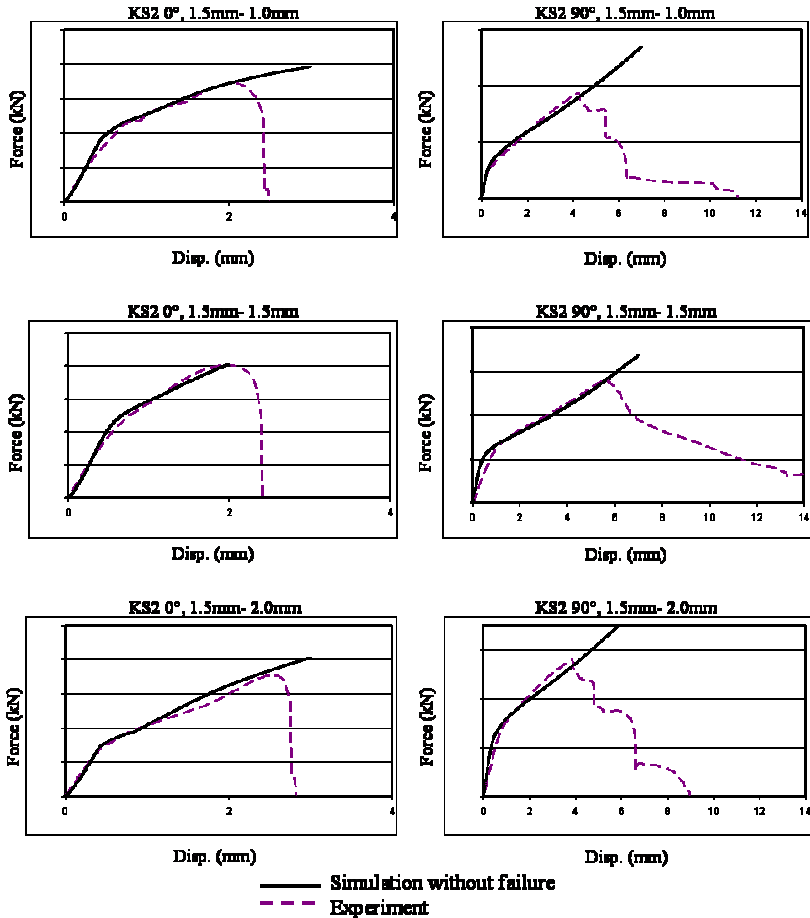 KS2 0°, 1.5mm- 1.0mm
Force (kN)
0 2 4
Disp. (mm)
KS2 90°, 1.5mm- 1.0mm
Force (kN)
0 2 4 6 8 10 12 14
Disp. (mm)
KS2 0°, 1.5mm- 1.5mm
Force (kN)
0 2 4
Disp. (mm)
KS2 90°, 1.5mm- 1.5mm
Force (kN)
0 2 4 6 8 10 12 14
Disp. (mm)
KS2 0°, 1.5mm- 2.0mm
Force (kN)
0 2 4
Disp. (mm)
KS2 90°, 1.5mm- 2.0mm
Force (kN)
0 2 4 6 8 10 12 14
Disp. (mm)
Simulation without failure
Experiment